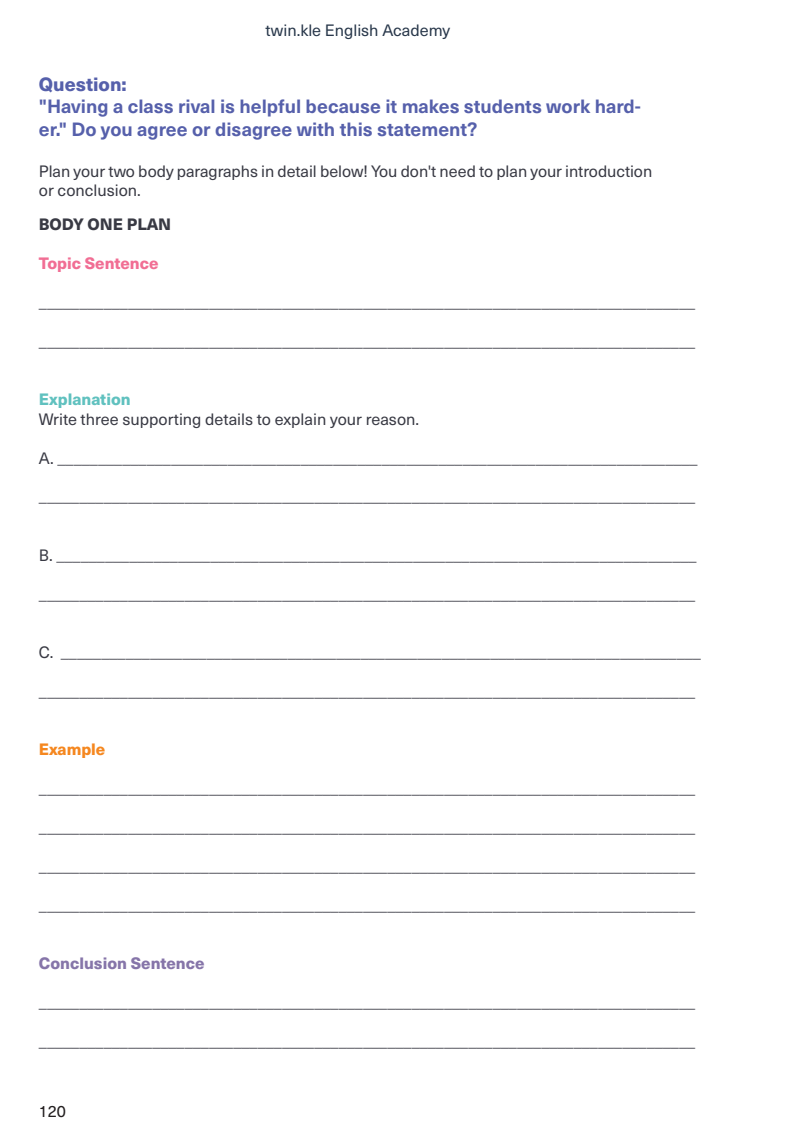 twin.kle English Academy
Question:
"Having a class rival is helpful because it makes students work hard-
er." Do you agree or disagree with this statement?
Plan your two body paragraphs in detail below! You don't need to plan your introduction
or conclusion.
BODY ONE PLAN
Topic Sentence
Explanation
Write three supporting details to explain your reason.
A.
B.
C.
Example
Conclusion Sentence
120